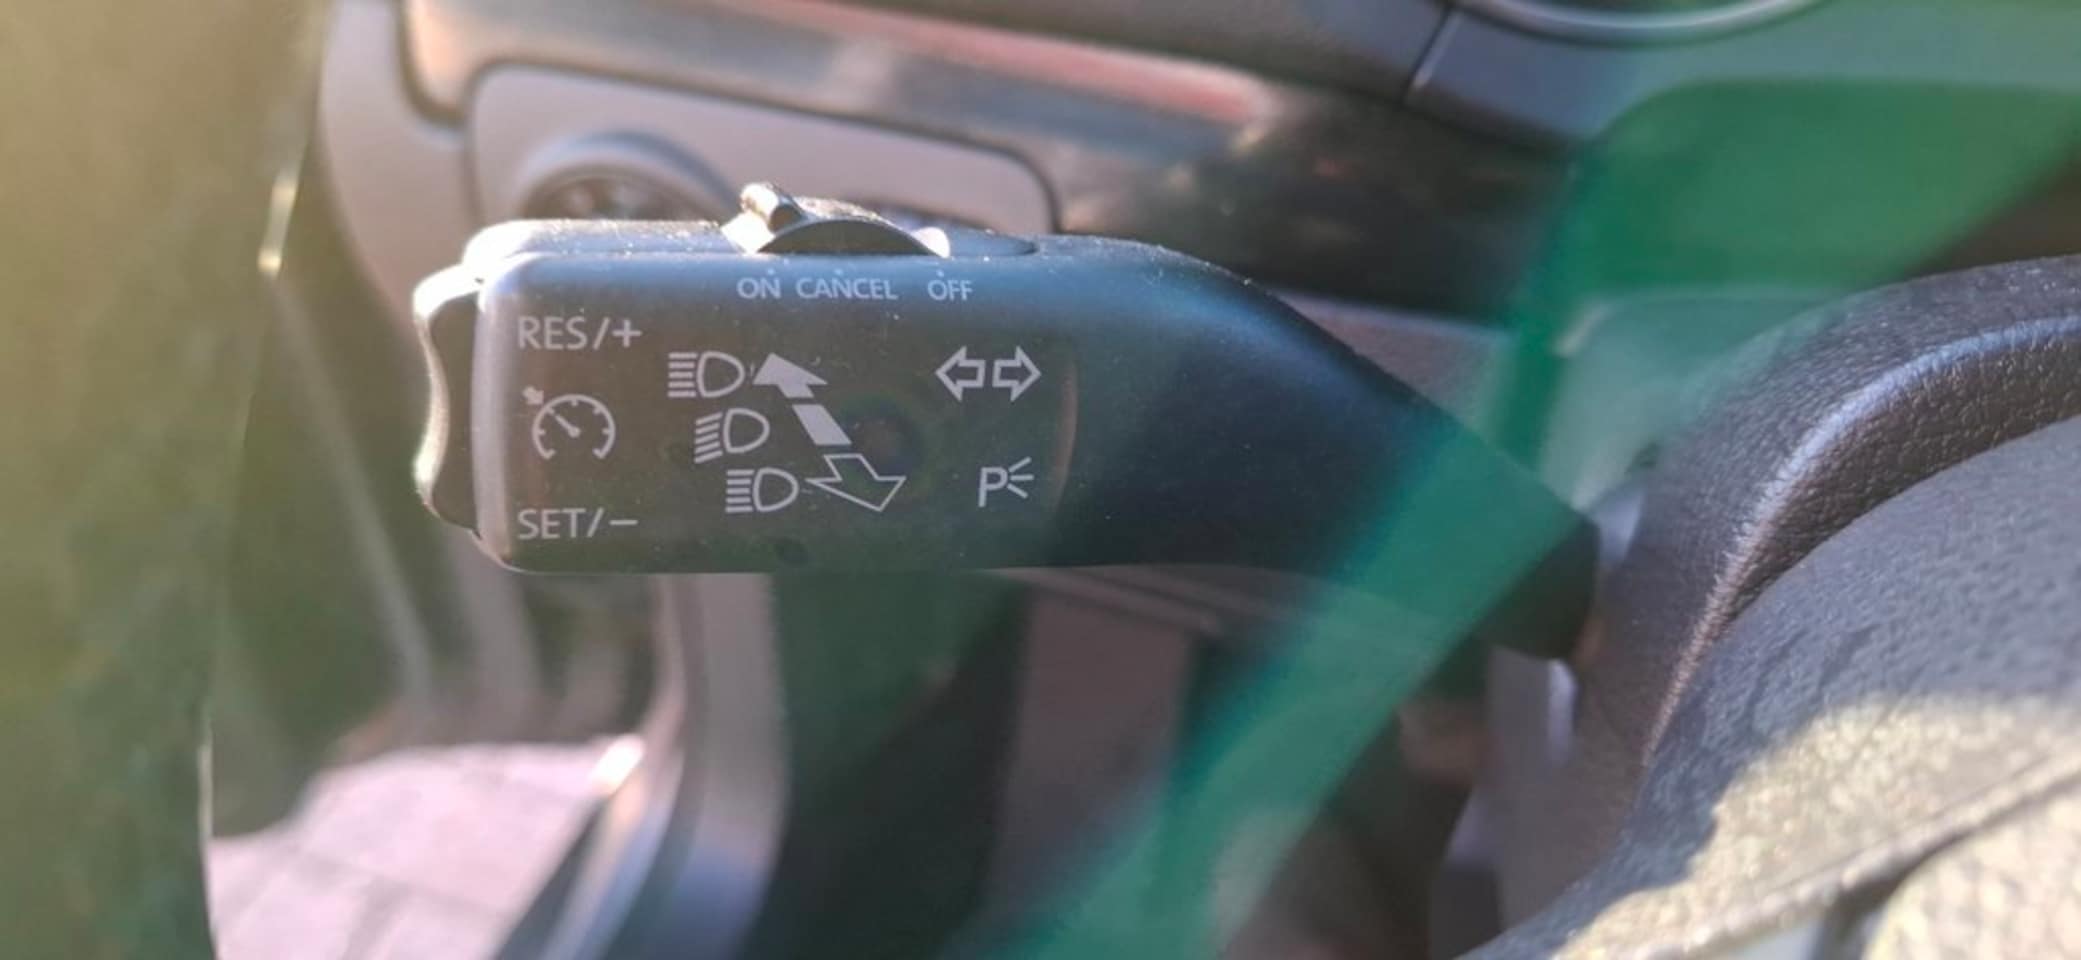 ON CANCEL OFF
RES/+
SET/–
P